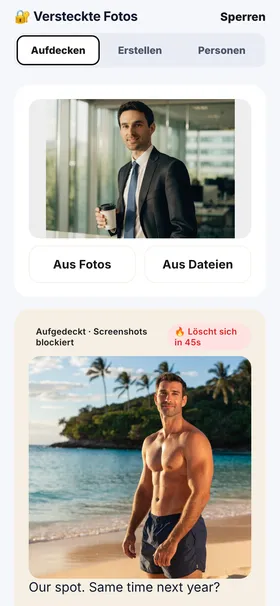 🔐 Versteckte Fotos Sperren
Aufdecken Erstellen Personen
Aus Fotos Aus Dateien
Aufgedeckt · Screenshots
blockiert
🔥 Löscht sich
in 45s
Our spot. Same time next year?